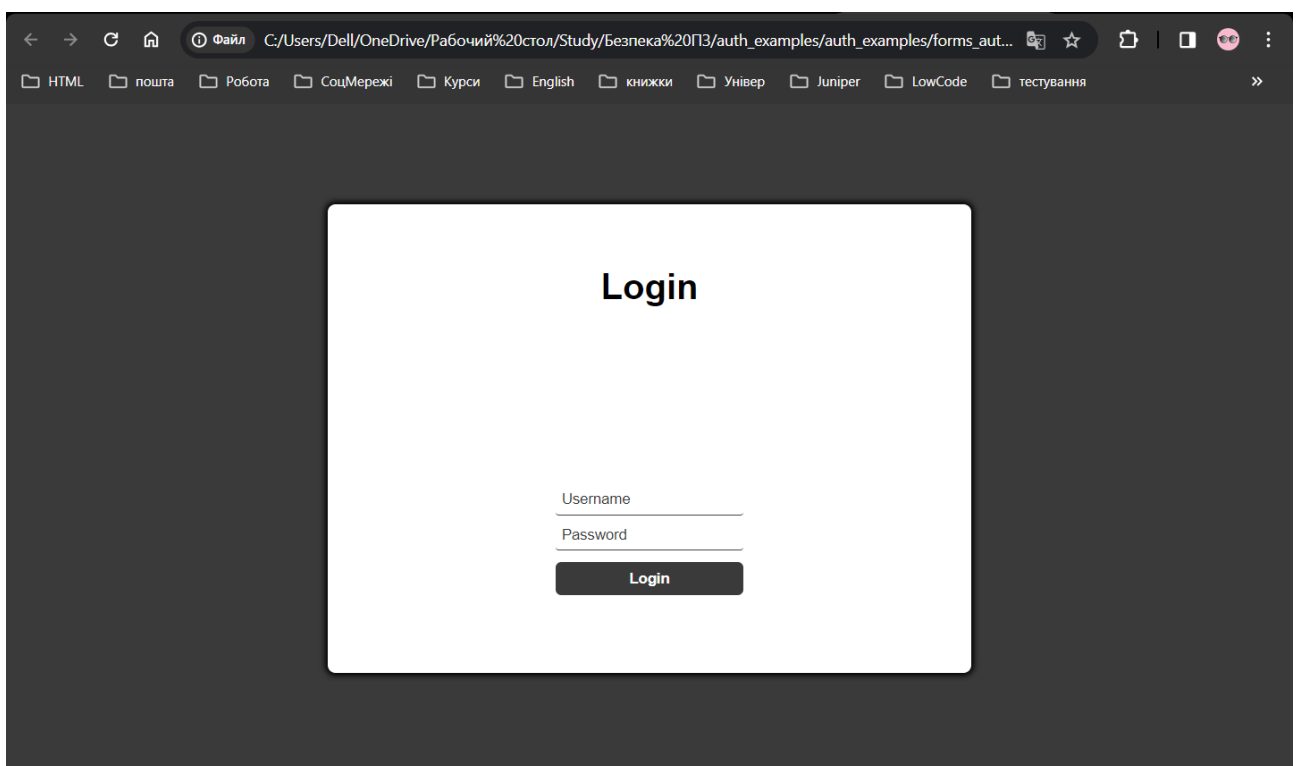 Файл C:/Users/Dell/OneDrive/Рабочий%20стол/Study/Безпека%20ПЗ/auth_examples/auth_examples/forms_aut...
HTML пошта Робота СоцМережі Курси English книжки Універ Juniper LowCode тестування »
Login
Username
Password
Login